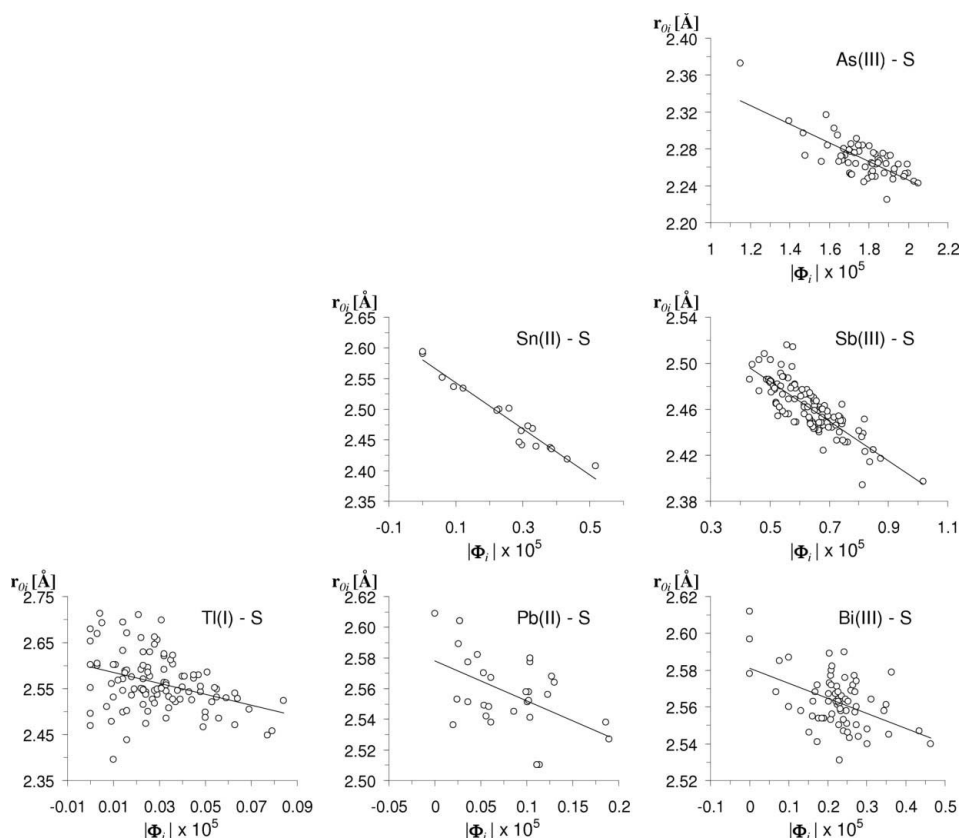 r0i [Å]
As(III) - S
2.40
2.36
2.32
2.28
2.24
2.20
1 1.2 1.4 1.6 1.8 2 2.2
|Φi| x 10^5
r0i [Å]
Sn(II) - S
2.65
2.60
2.55
2.50
2.45
2.40
2.35
-0.1 0.1 0.3 0.5
|Φi| x 10^5
r0i [Å]
Sb(III) - S
2.54
2.50
2.46
2.42
2.38
0.3 0.5 0.7 0.9 1.1
|Φi| x 10^5
r0i [Å]
Tl(I) - S
2.75
2.65
2.55
2.45
2.35
-0.01 0.01 0.03 0.05 0.07 0.09
|Φi| x 10^5
r0i [Å]
Pb(II) - S
2.62
2.60
2.58
2.56
2.54
2.52
2.50
0 0.05 0.1 0.15 0.2
|Φi| x 10^5
r0i [Å]
Bi(III) - S
2.62
2.60
2.58
2.56
2.54
2.52
-0.1 0 0.1 0.2 0.3 0.4 0.5
|Φi| x 10^5